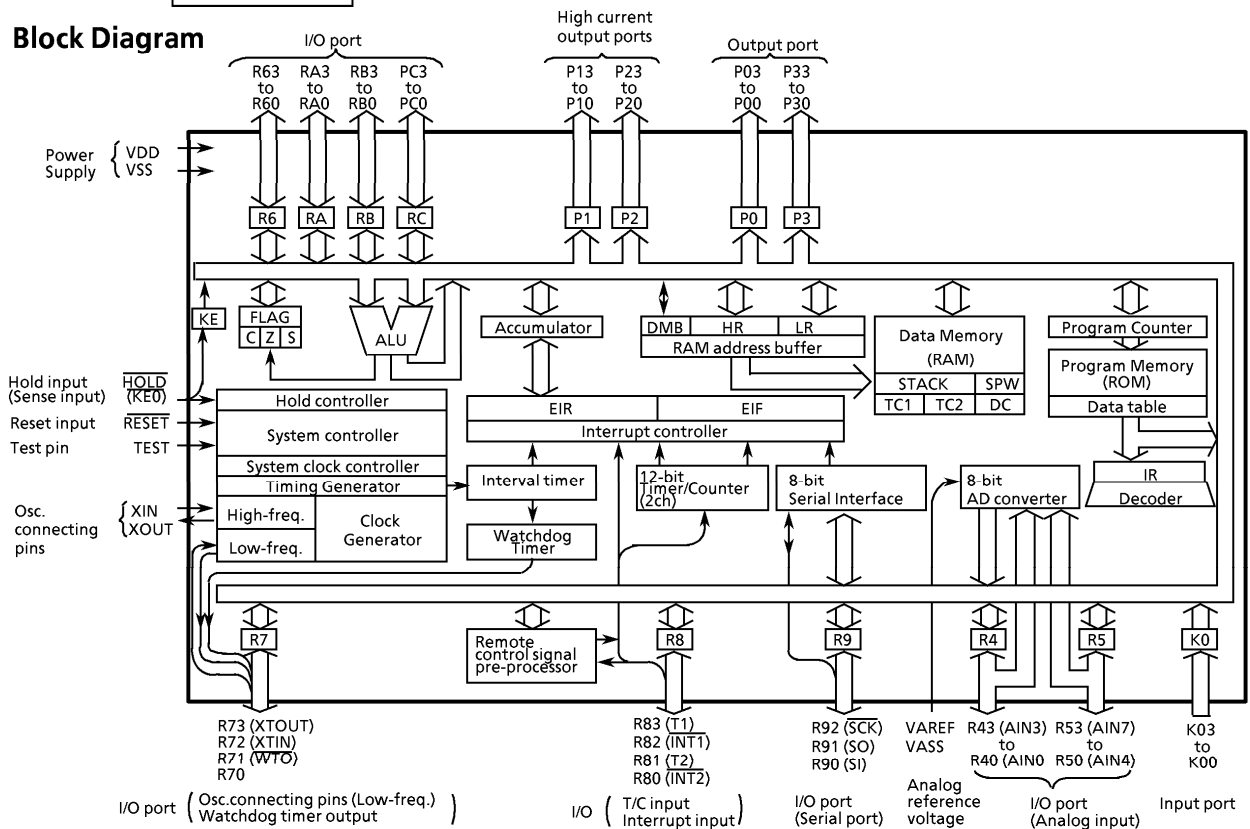 Block Diagram
I/O port
High current
output ports
Output port
R63
to
R60
RA3
to
RA0
RB3
to
RB0
PC3
to
PC0
P13
to
P10
P23
to
P20
P03
to
P00
P33
to
P30
Power
Supply
{
VDD
VSS
R6
RA
RB
RC
P1
P2
P0
P3
KE
FLAG
C Z S
ALU
Accumulator
DMB HR LR
RAM address buffer
Data Memory
(RAM)
STACK SPW
TC1 TC2 DC
Program Counter
Program Memory
(ROM)
Data table
IR
Decoder
Hold input
(Sense input)
HOLD
(KE0)
Reset input
RESET
Test pin
TEST
Osc.
connecting
pins
{
XIN
XOUT
Hold controller
System controller
System clock controller
Timing Generator
High-freq.
Low-freq.
Clock
Generator
EIR EIF
Interrupt controller
Interval timer
Watchdog
Timer
12-bit
Timer/Counter
(2ch)
8-bit
Serial Interface
8-bit
AD converter
R7
Remote
control signal
pre-processor
R8
R9
R4
R5
K0
R73 (XTOUT)
R72 (XTIN)
R71 (WTO)
R70
R83 (T1)
R82 (INT1)
R81 (T2)
R80 (INT2)
R92 (SCK)
R91 (SO)
R90 (SI)
VAREF
VASS
R43 (AIN3)
to
R40 (AIN0
R53 (AIN7)
to
R50 (AIN4)
K03
to
K00
I/O port ( Osc.connecting pins (Low-freq.)
Watchdog timer output )
I/O ( T/C input
Interrupt input )
I/O port
(Serial port)
Analog
reference
voltage
I/O port
(Analog input)
Input port